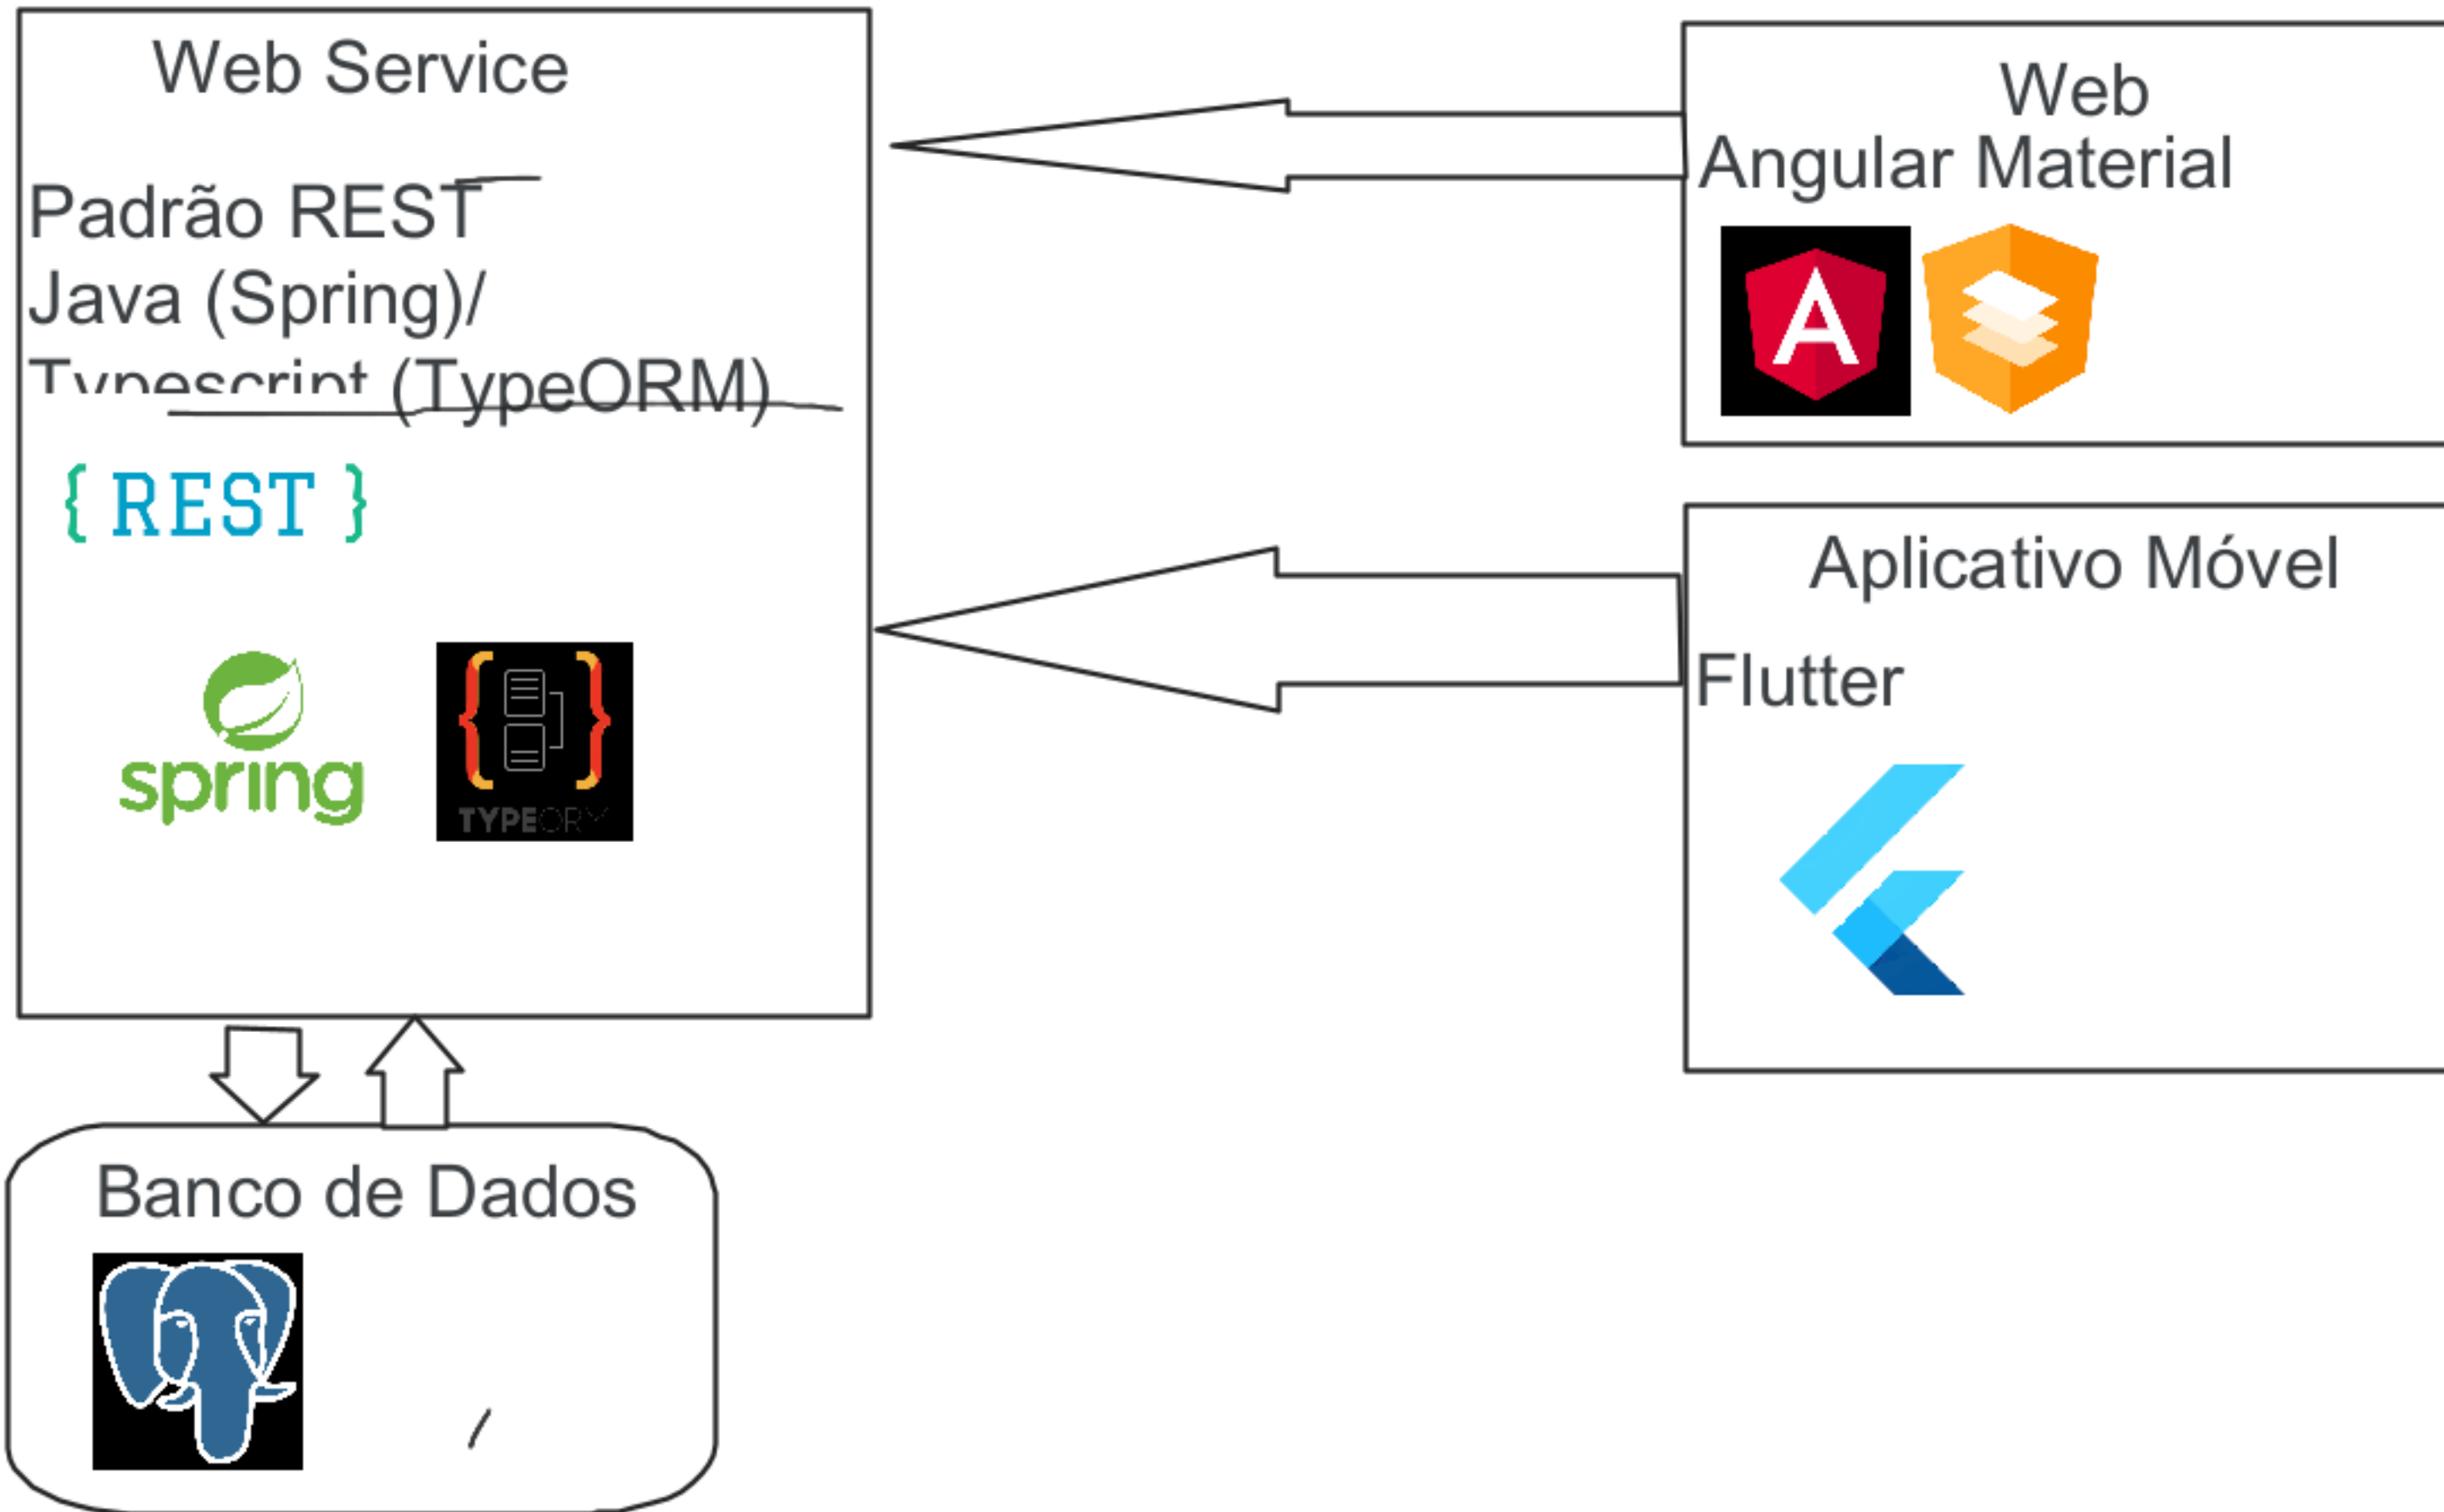 Web Service
Padrão REST
Java (Spring)/
Typescript (TypeORM)
{ REST }
spring
TYPEORM
Banco de Dados
Web
Angular Material
A
Aplicativo Móvel
Flutter